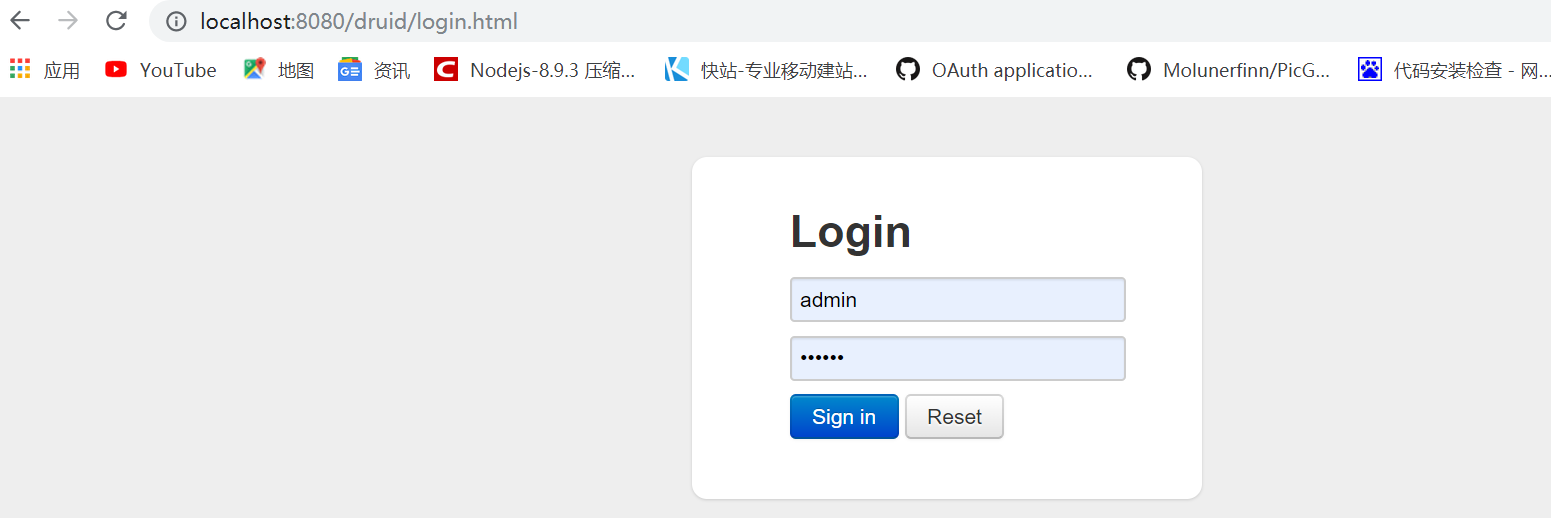 localhost:8080/druid/login.html
应用 YouTube 地图 资讯 Nodejs-8.9.3 压缩... 快站-专业移动建站... OAuth applicatio... Molunerfinn/PicG... 代码安装检查 - 网...
Login
admin
••••••
Sign in Reset